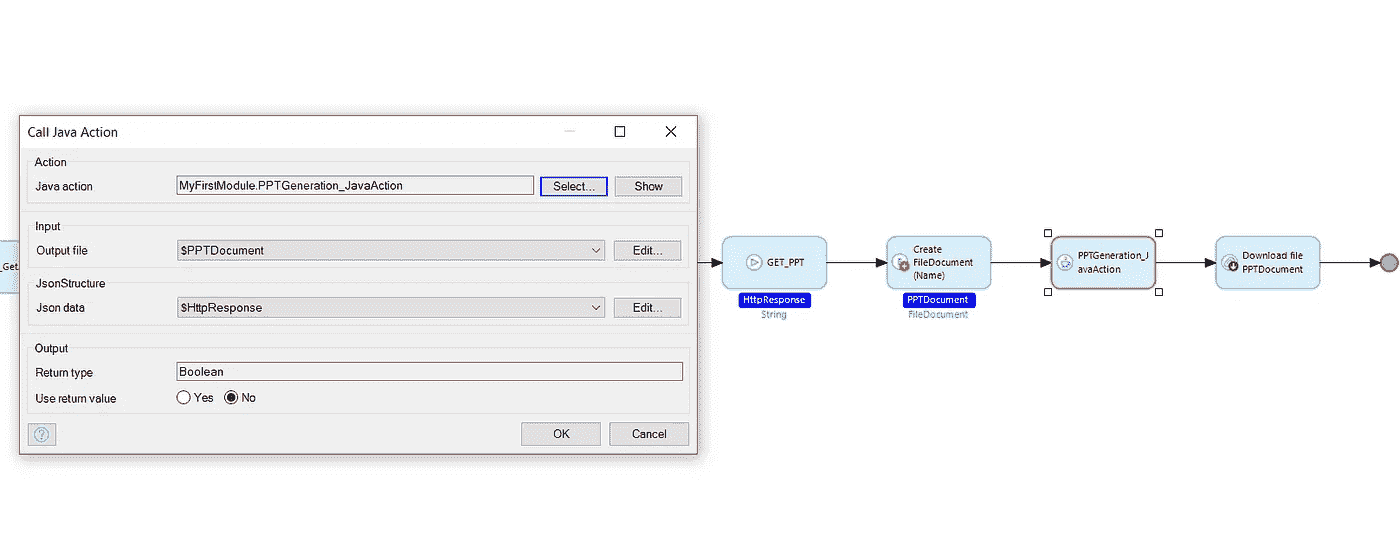 Call Java Action
Action
Java action
MyFirstModule.PPTGeneration_JavaAction
Select...
Show
Input
Output file
$PPTDocument
Edit...
JsonStructure
Json data
$HttpResponse
Edit...
Output
Return type
Boolean
Use return value
Yes
No
?
OK
Cancel
_Get
GET_PPT
HttpResponse
String
Create
FileDocument
(Name)
PPTDocument
FileDocument
PPTGeneration_J
avaAction
Download file
PPTDocument